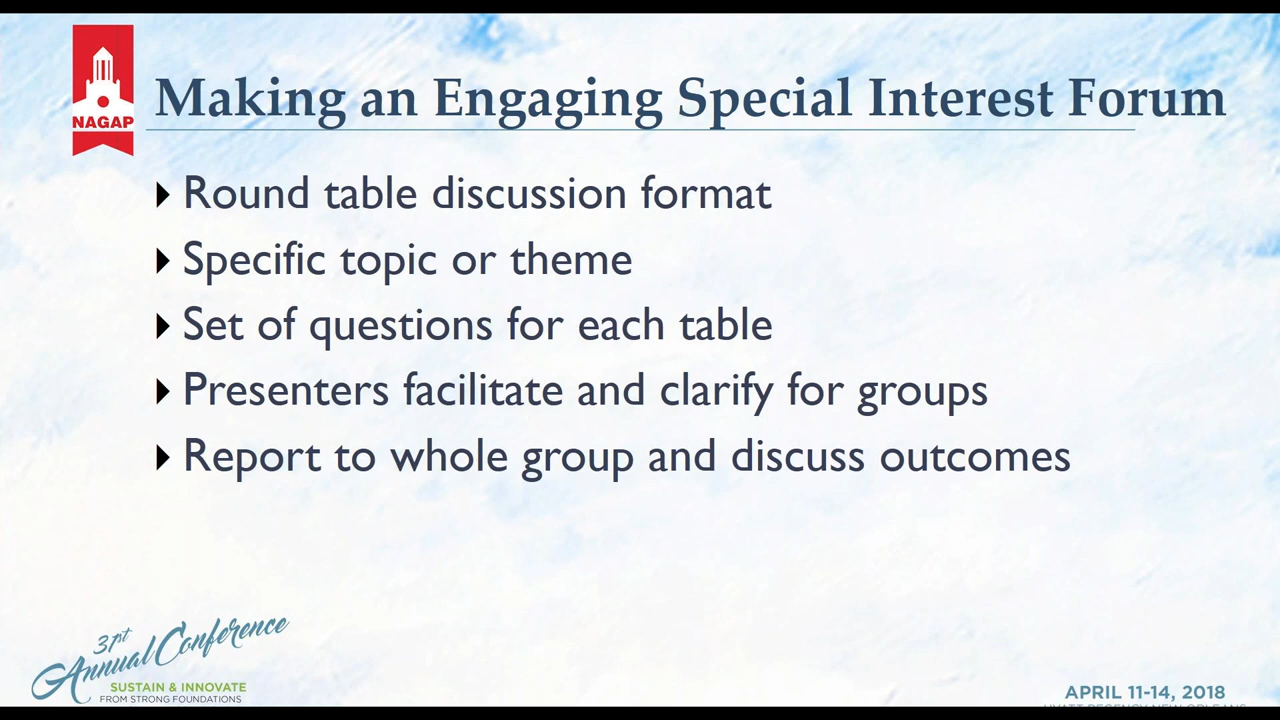 NAGAP
Making an Engaging Special Interest Forum
Round table discussion format
Specific topic or theme
Set of questions for each table
Presenters facilitate and clarify for groups
Report to whole group and discuss outcomes
31st
Annual Conference
SUSTAIN & INNOVATE
FROM STRONG FOUNDATIONS
APRIL 11-14, 2018